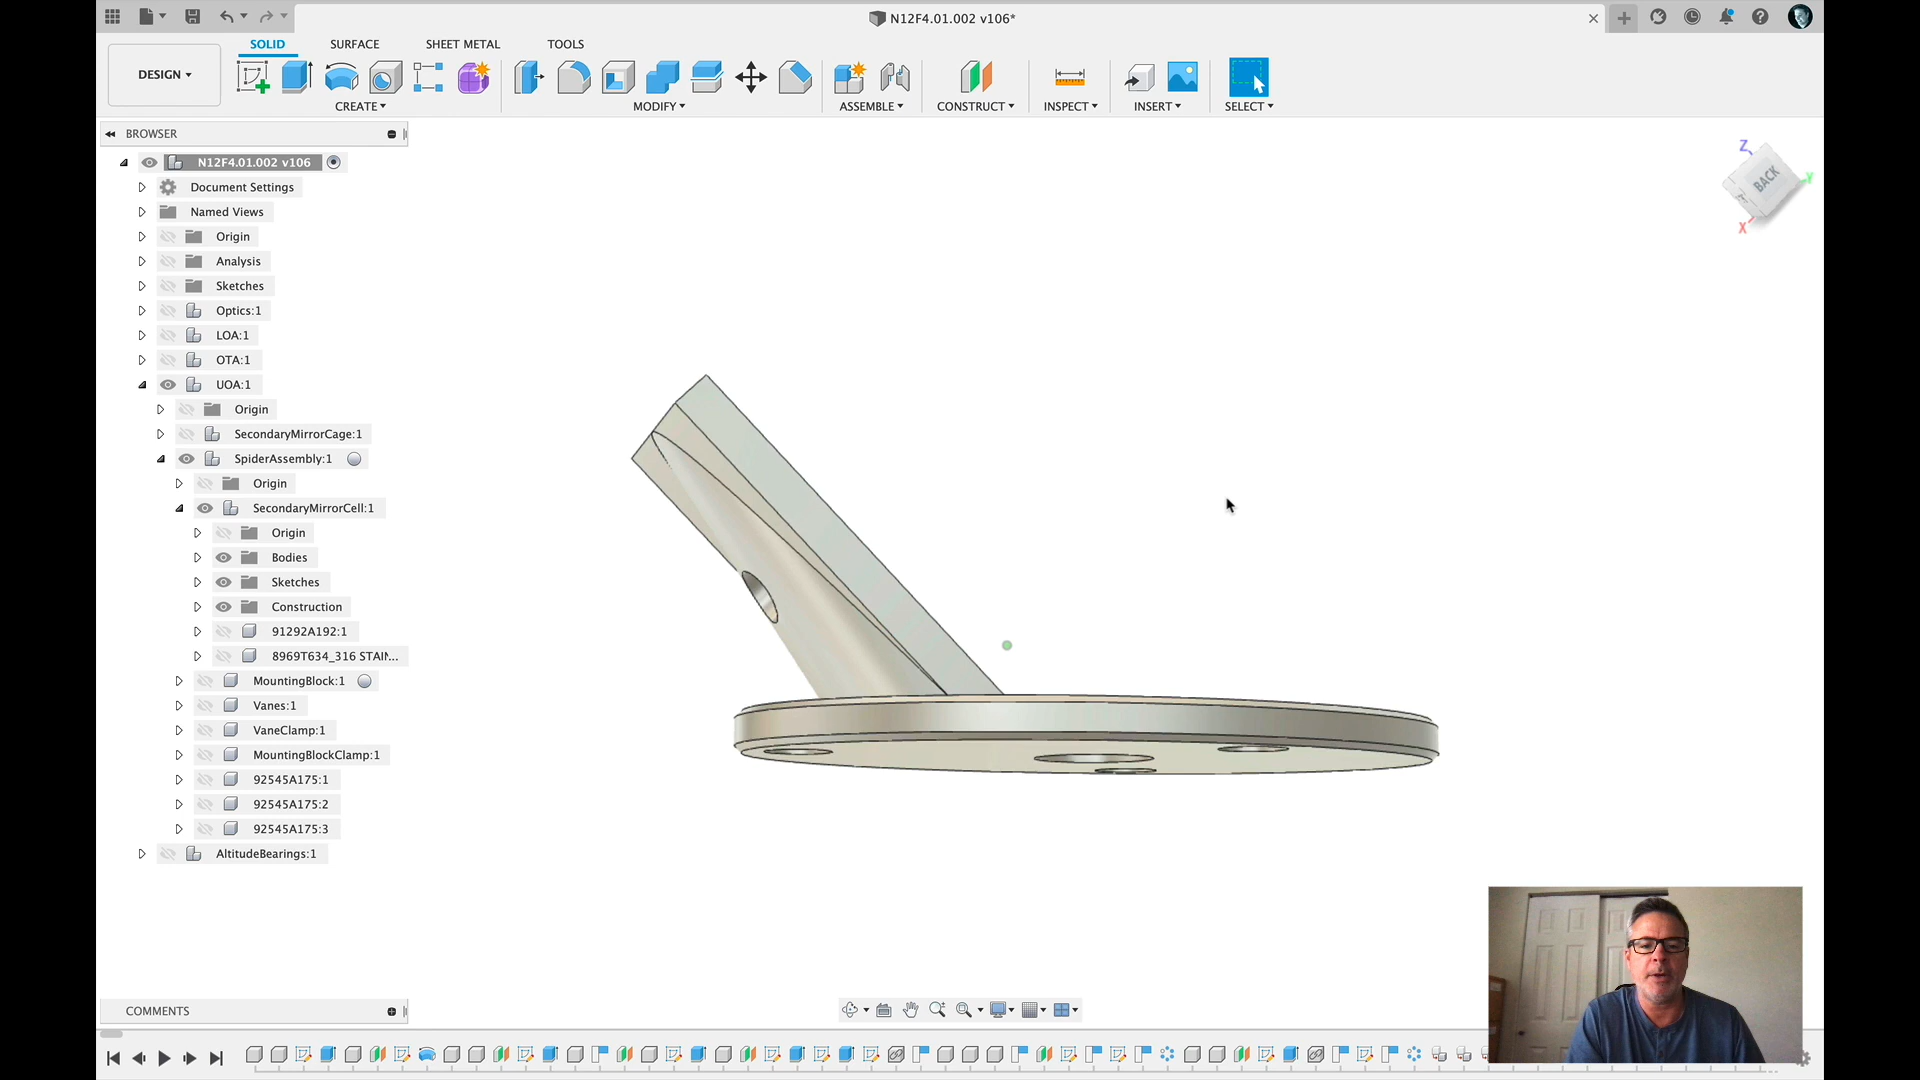 N12F4.01.002 v106*
SOLID
SURFACE
SHEET METAL
TOOLS
DESIGN
CREATE
MODIFY
ASSEMBLE
CONSTRUCT
INSPECT
INSERT
SELECT
BROWSER
N12F4.01.002 v106
Document Settings
Named Views
Origin
Analysis
Sketches
Optics:1
LOA:1
OTA:1
UOA:1
Origin
SecondaryMirrorCage:1
SpiderAssembly:1
Origin
SecondaryMirrorCell:1
Origin
Bodies
Sketches
Construction
91292A192:1
8969T634_316 STAIN...
MountingBlock:1
Vanes:1
VaneClamp:1
MountingBlockClamp:1
92545A175:1
92545A175:2
92545A175:3
AltitudeBearings:1
Z
BACK
Y
X
COMMENTS